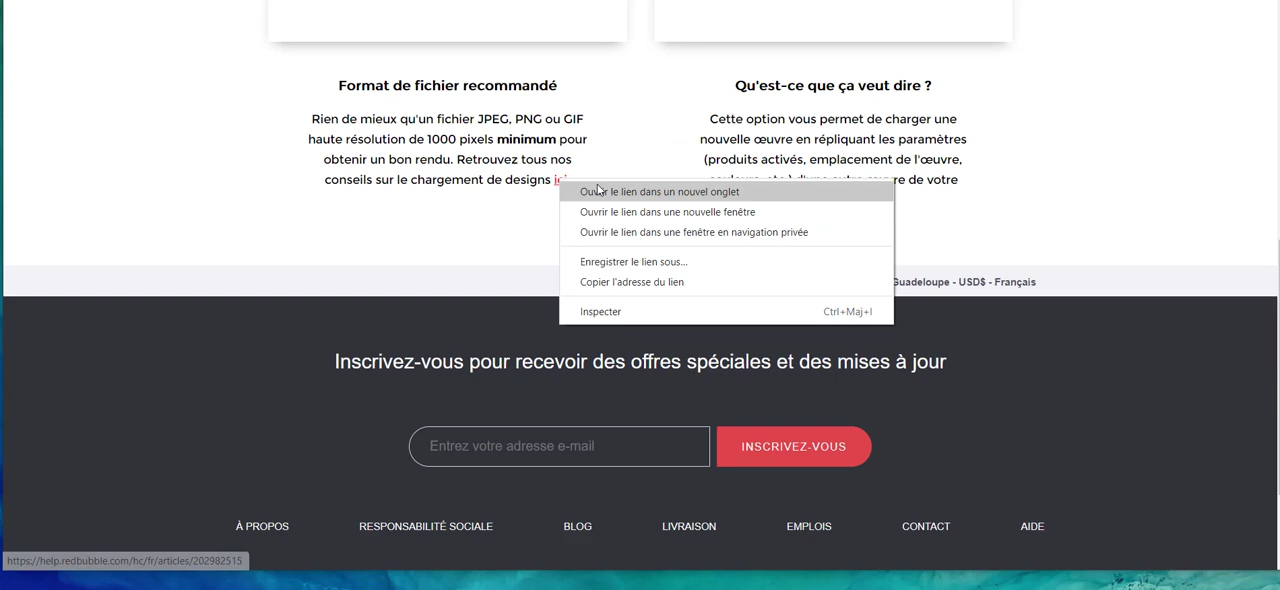 Format de fichier recommandé
Rien de mieux qu'un fichier JPEG, PNG ou GIF
haute résolution de 1000 pixels minimum pour
obtenir un bon rendu. Retrouvez tous nos
conseils sur le chargement de designs ici.
Qu'est-ce que ça veut dire ?
Cette option vous permet de charger une
nouvelle œuvre en répliquant les paramètres
(produits activés, emplacement de l'œuvre,
couleurs, etc.) d'une autre œuvre de votre
Ouvrir le lien dans un nouvel onglet
Ouvrir le lien dans une nouvelle fenêtre
Ouvrir le lien dans une fenêtre en navigation privée
Enregistrer le lien sous...
Copier l'adresse du lien
Inspecter Ctrl+Maj+I
Guadeloupe - USD$ - Français
Inscrivez-vous pour recevoir des offres spéciales et des mises à jour
Entrez votre adresse e-mail
INSCRIVEZ-VOUS
À PROPOS RESPONSABILITÉ SOCIALE BLOG LIVRAISON EMPLOIS CONTACT AIDE
https://help.redbubble.com/hc/fr/articles/202982515